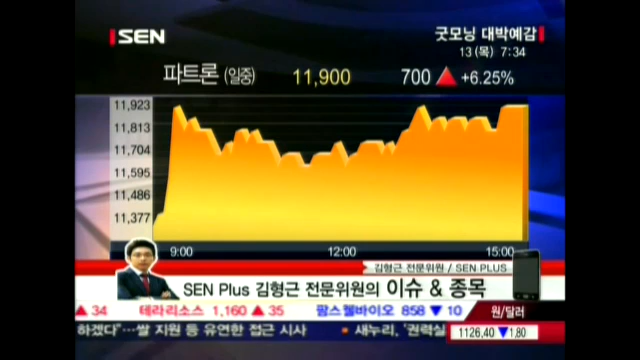 SEN
굿모닝 대박예감
13 (목) 7:34
파트론 (일중) 11,900 700 ▲ +6.25%
11,923
11,813
11,704
11,595
11,486
11,377
9:00 12:00 15:00
김형근 전문위원 / SEN PLUS
SEN Plus 김형근 전문위원의 이슈 & 종목
▲ 34 테라리소스 1,160 ▲ 35 팜스웰바이오 858 ▼ 10 원/달러
하겠다”…쌀 지원 등 유연한 접근 시사 • 새누리, ‘권력실 1126,40 ▼1.80